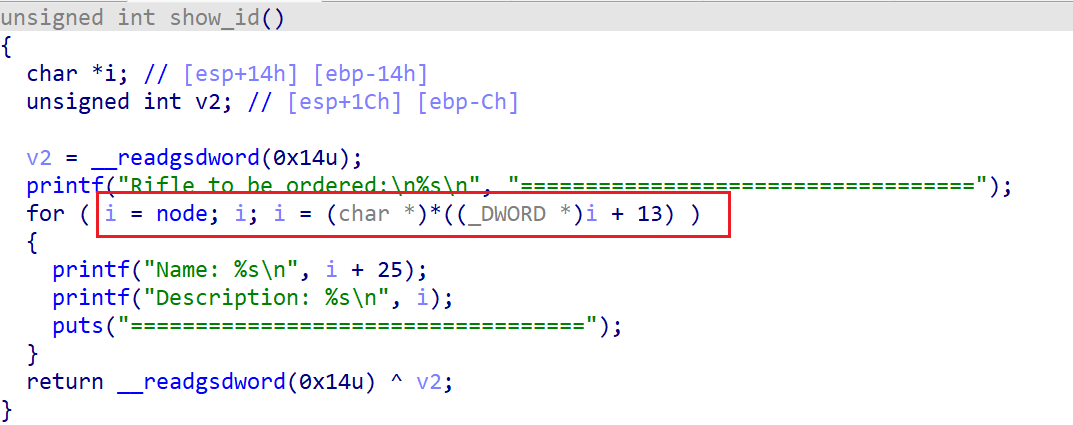 unsigned int show_id()
{
  char *i; // [esp+14h] [ebp-14h]
  unsigned int v2; // [esp+1Ch] [ebp-Ch]

  v2 = __readgsdword(0x14u);
  printf("Rifle to be ordered:\n%s\n", "===================================");
  for ( i = node; i; i = (char *)*((_DWORD *)i + 13) )
  {
    printf("Name: %s\n", i + 25);
    printf("Description: %s\n", i);
    puts("===================================");
  }
  return __readgsdword(0x14u) ^ v2;
}